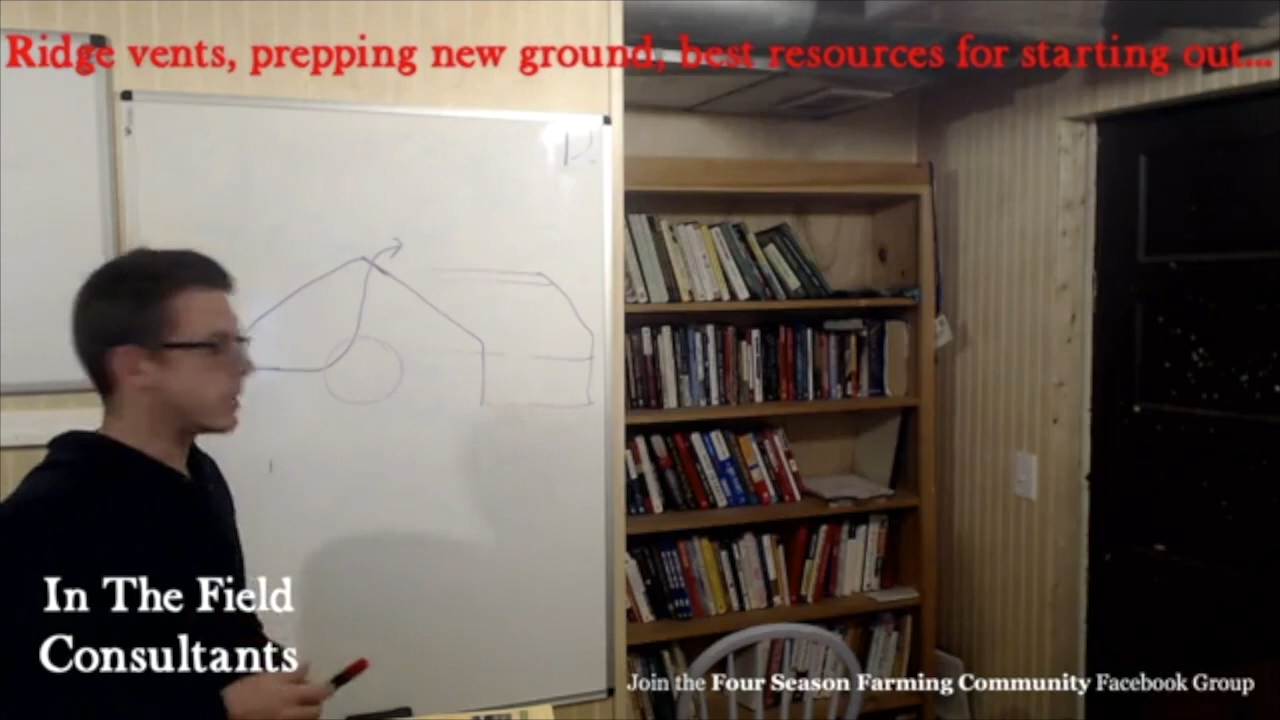 Ridge vents, prepping new ground, best resources for starting out...
In The Field
Consultants
Join the Four Season Farming Community Facebook Group